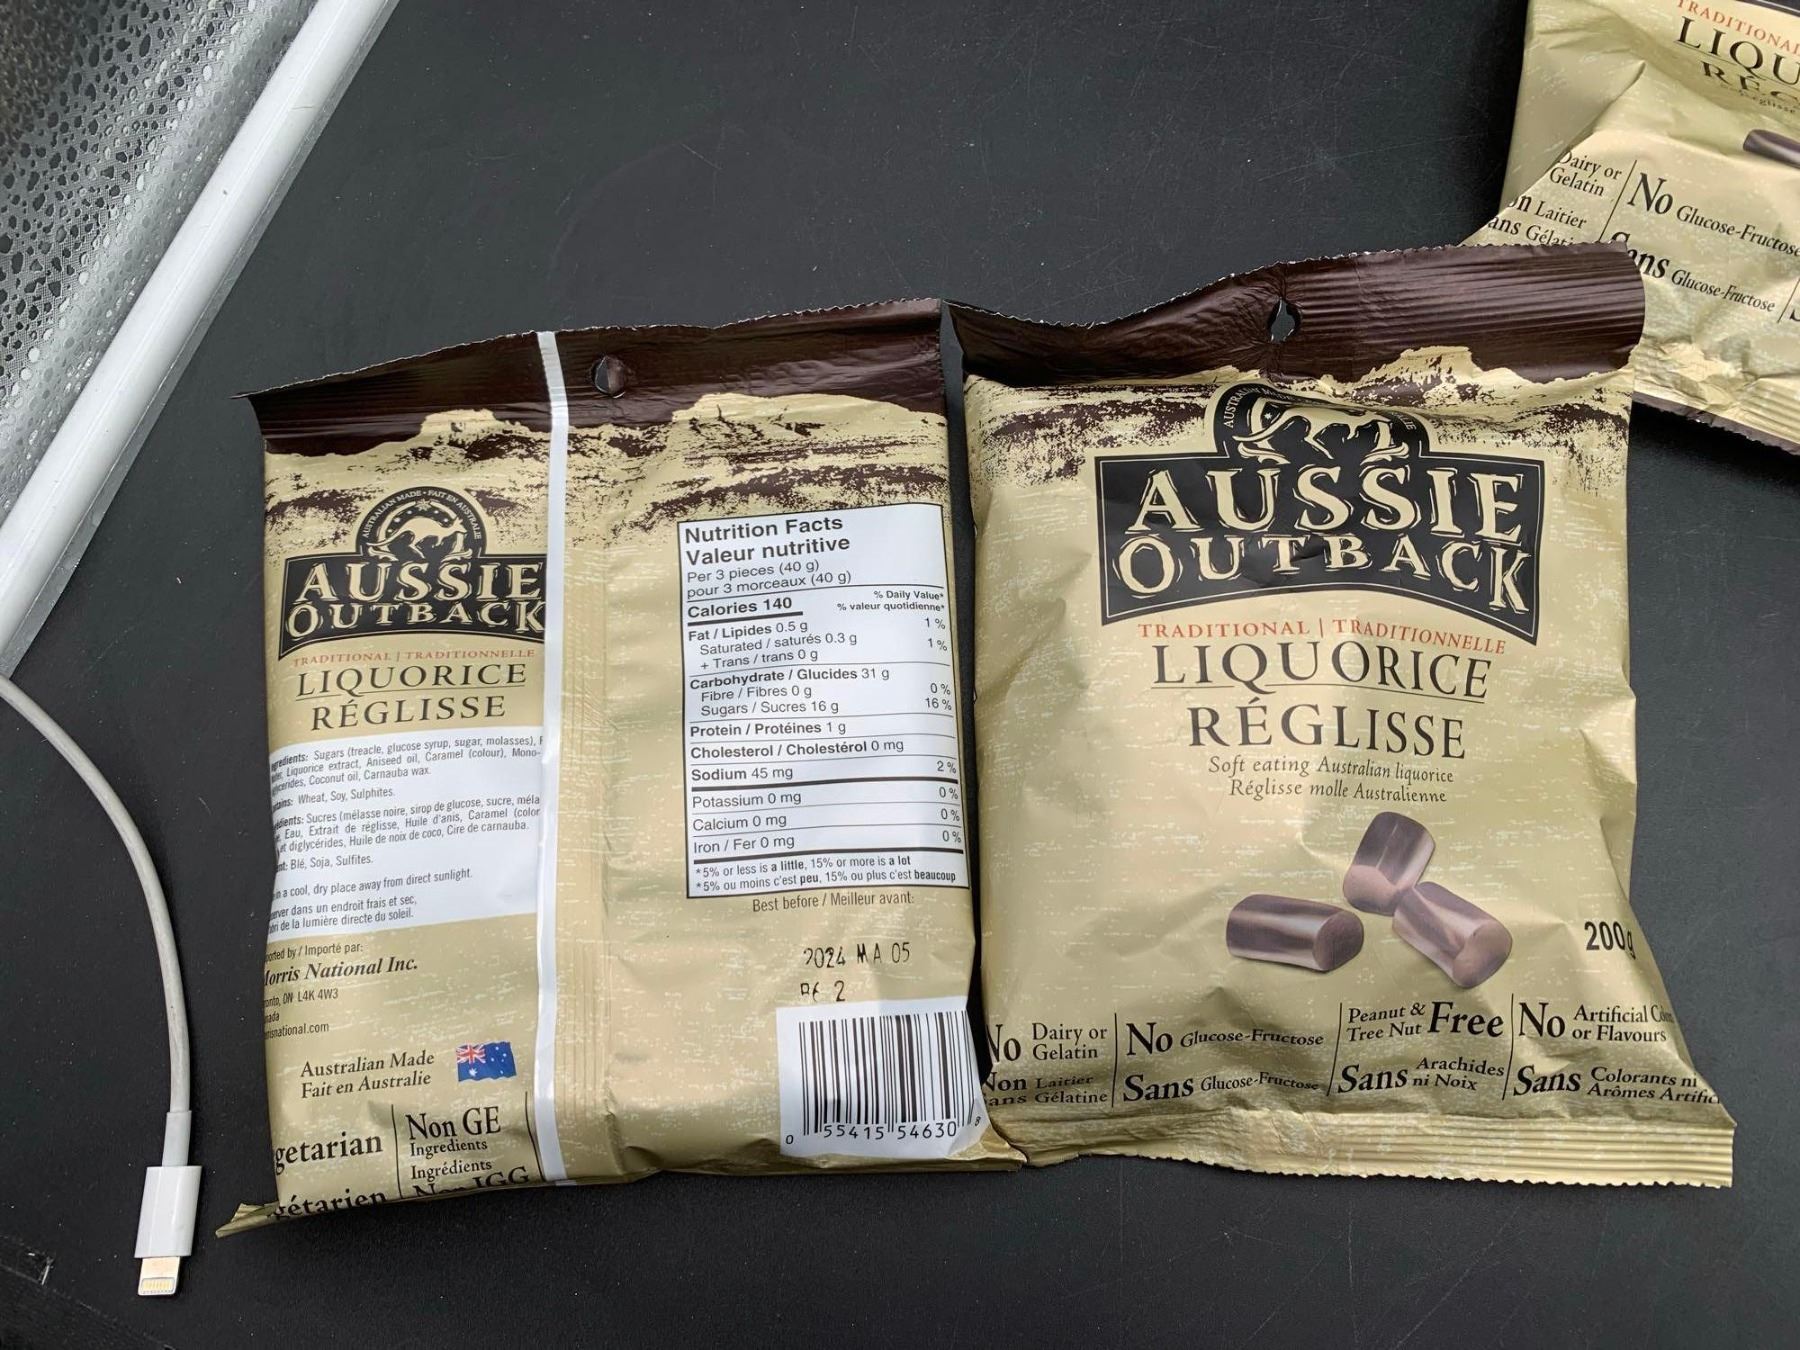 AUSTRALIAN MADE • FAIT EN AUSTRALIE
AUSSIE
OUTBACK
TRADITIONAL | TRADITIONNELLE
LIQUORICE
RÉGLISSE
Sugars (treacle, glucose syrup, sugar, molasses),
Liquorice extract, Aniseed oil, Caramel (colour), Mono-
Coconut oil, Carnauba wax.
Wheat, Soy, Sulphites.
Sucres (mélasse noire, sirop de glucose, sucre,
Eau, Extrait de réglisse, Huile d'anis, Caramel
et diglycérides, Huile de noix de coco, Cire de carnauba.
Blé, Soja, Sulfites.
in a cool, dry place away from direct sunlight.
dans un endroit frais et sec,
de la lumière directe du soleil.
by / Importé par:
National Inc.
ON L4K 4W3
Australian Made
Fait en Australie
Non GE
Ingredients
Ingrédients
Nutrition Facts
Valeur nutritive
Per 3 pieces (40 g)
pour 3 morceaux (40 g)
Calories 140
% Daily Value*
% valeur quotidienne*
Fat / Lipides 0.5 g 1 %
Saturated / saturés 0.3 g
+ Trans / trans 0 g 1 %
Carbohydrate / Glucides 31 g
Fibre / Fibres 0 g 0 %
Sugars / Sucres 16 g 16 %
Protein / Protéines 1 g
Cholesterol / Cholestérol 0 mg
Sodium 45 mg 2 %
Potassium 0 mg 0 %
Calcium 0 mg 0 %
Iron / Fer 0 mg 0 %
*5% or less is a little, 15% or more is a lot
*5% ou moins c'est peu, 15% ou plus c'est beaucoup
Best before / Meilleur avant:
2024 MA 05
2
0 55415 54630 8
AUSSIE
OUTBACK
TRADITIONAL | TRADITIONNELLE
LIQUORICE
RÉGLISSE
Soft eating Australian liquorice
Réglisse molle Australienne
200g
No Dairy or Gelatin
Non Laitier
Sans Gélatine
No Glucose-Fructose
Sans Glucose-Fructose
Peanut & Tree Nut Free
Sans Arachides ni Noix
No Artificial
or Flavours
Sans Colorants ni
Arômes
TRADITIONAL
Dairy or
Gelatin
Laitier
No Glucose-Fructose
Glucose-Fructose